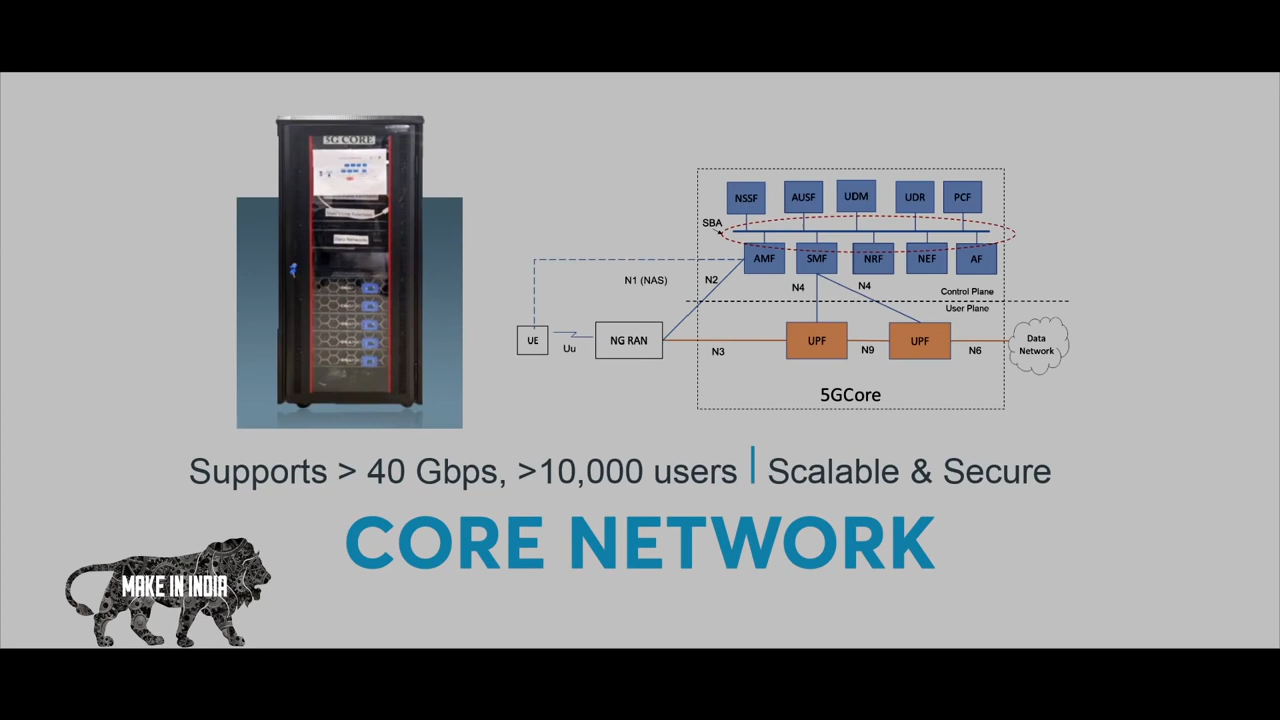 5G CORE
Data Network
NSSF
AUSF
UDM
UDR
PCF
SBA
AMF
SMF
NRF
NEF
AF
N1 (NAS)
N2
N4
N4
Control Plane
User Plane
UE
Uu
NG RAN
N3
UPF
N9
UPF
N6
Data
Network
5GCore
Supports > 40 Gbps, >10,000 users | Scalable & Secure
CORE NETWORK
MAKE IN INDIA